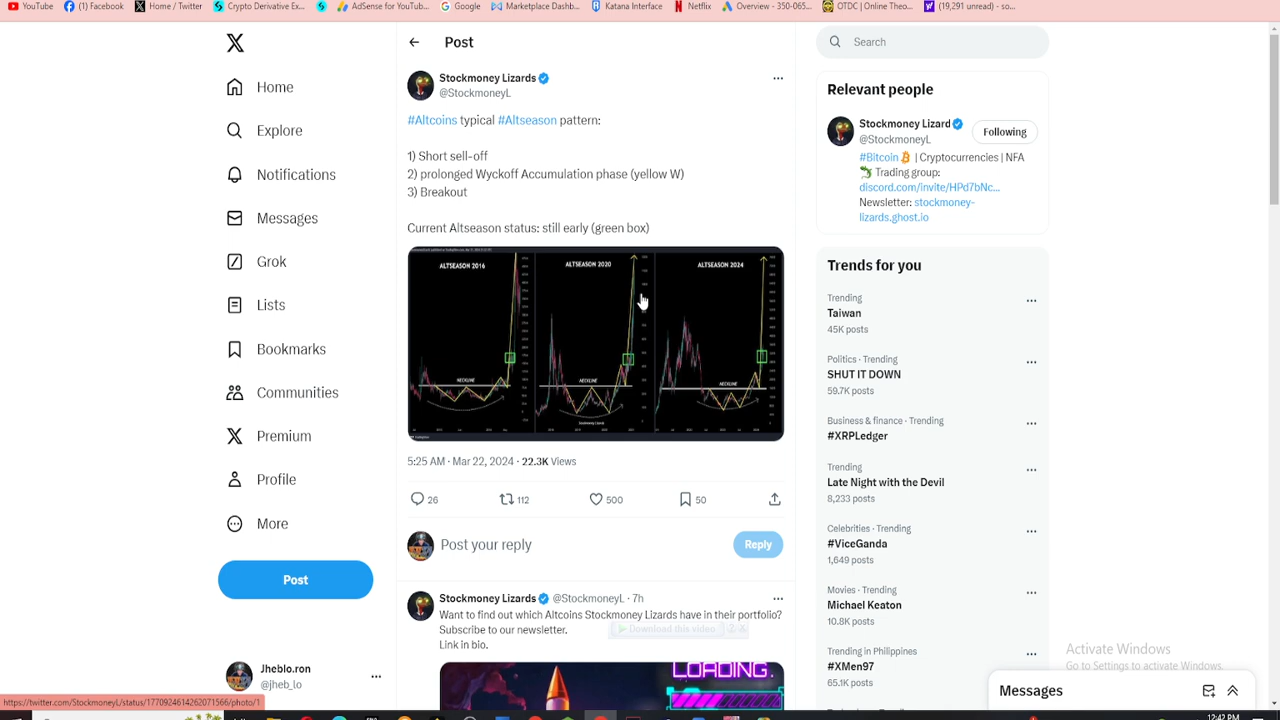 YouTube
(1) Facebook
Home / Twitter
Crypto Derivative Ex...
AdSense for YouTub...
Google
Marketplace Dashb...
Katana Interface
Netflix
Overview - 350-065...
OTDC | Online Theo...
(19,291 unread) - so...
Post
Search
Home
Explore
Notifications
Messages
Grok
Lists
Bookmarks
Communities
Premium
Profile
More
Post
Jheblo.ron
@jheb_lo
Stockmoney Lizards
@StockmoneyL
#Altcoins typical #Altseason pattern:
1) Short sell-off
2) prolonged Wyckoff Accumulation phase (yellow W)
3) Breakout
Current Altseason status: still early (green box)
ALTSEASON 2016
ALTSEASON 2020
ALTSEASON 2024
NECKLINE
NECKLINE
NECKLINE
5:25 AM · Mar 22, 2024 · 22.3K Views
26
112
500
50
Post your reply
Reply
Stockmoney Lizards @StockmoneyL · 7h
Want to find out which Altcoins Stockmoney Lizards have in their portfolio?
Subscribe to our newsletter.
Link in bio.
Download this video
LOADING.
Relevant people
Stockmoney Lizard
@StockmoneyL
Following
#Bitcoin | Cryptocurrencies | NFA
Trading group:
discord.com/invite/HPd7bNc...
Newsletter: stockmoney-
lizards.ghost.io
Trends for you
Trending
Taiwan
45K posts
Politics · Trending
SHUT IT DOWN
59.7K posts
Business & finance · Trending
#XRPLedger
Trending
Late Night with the Devil
8,233 posts
Celebrities · Trending
#ViceGanda
1,649 posts
Movies · Trending
Michael Keaton
10.8K posts
Trending in Philippines
#XMen97
65.1K posts
Activate Windows
Go to Settings to activate Windows.
Messages
https://twitter.com/StockmoneyL/status/1770924614262071566/photo/1
12:42 PM